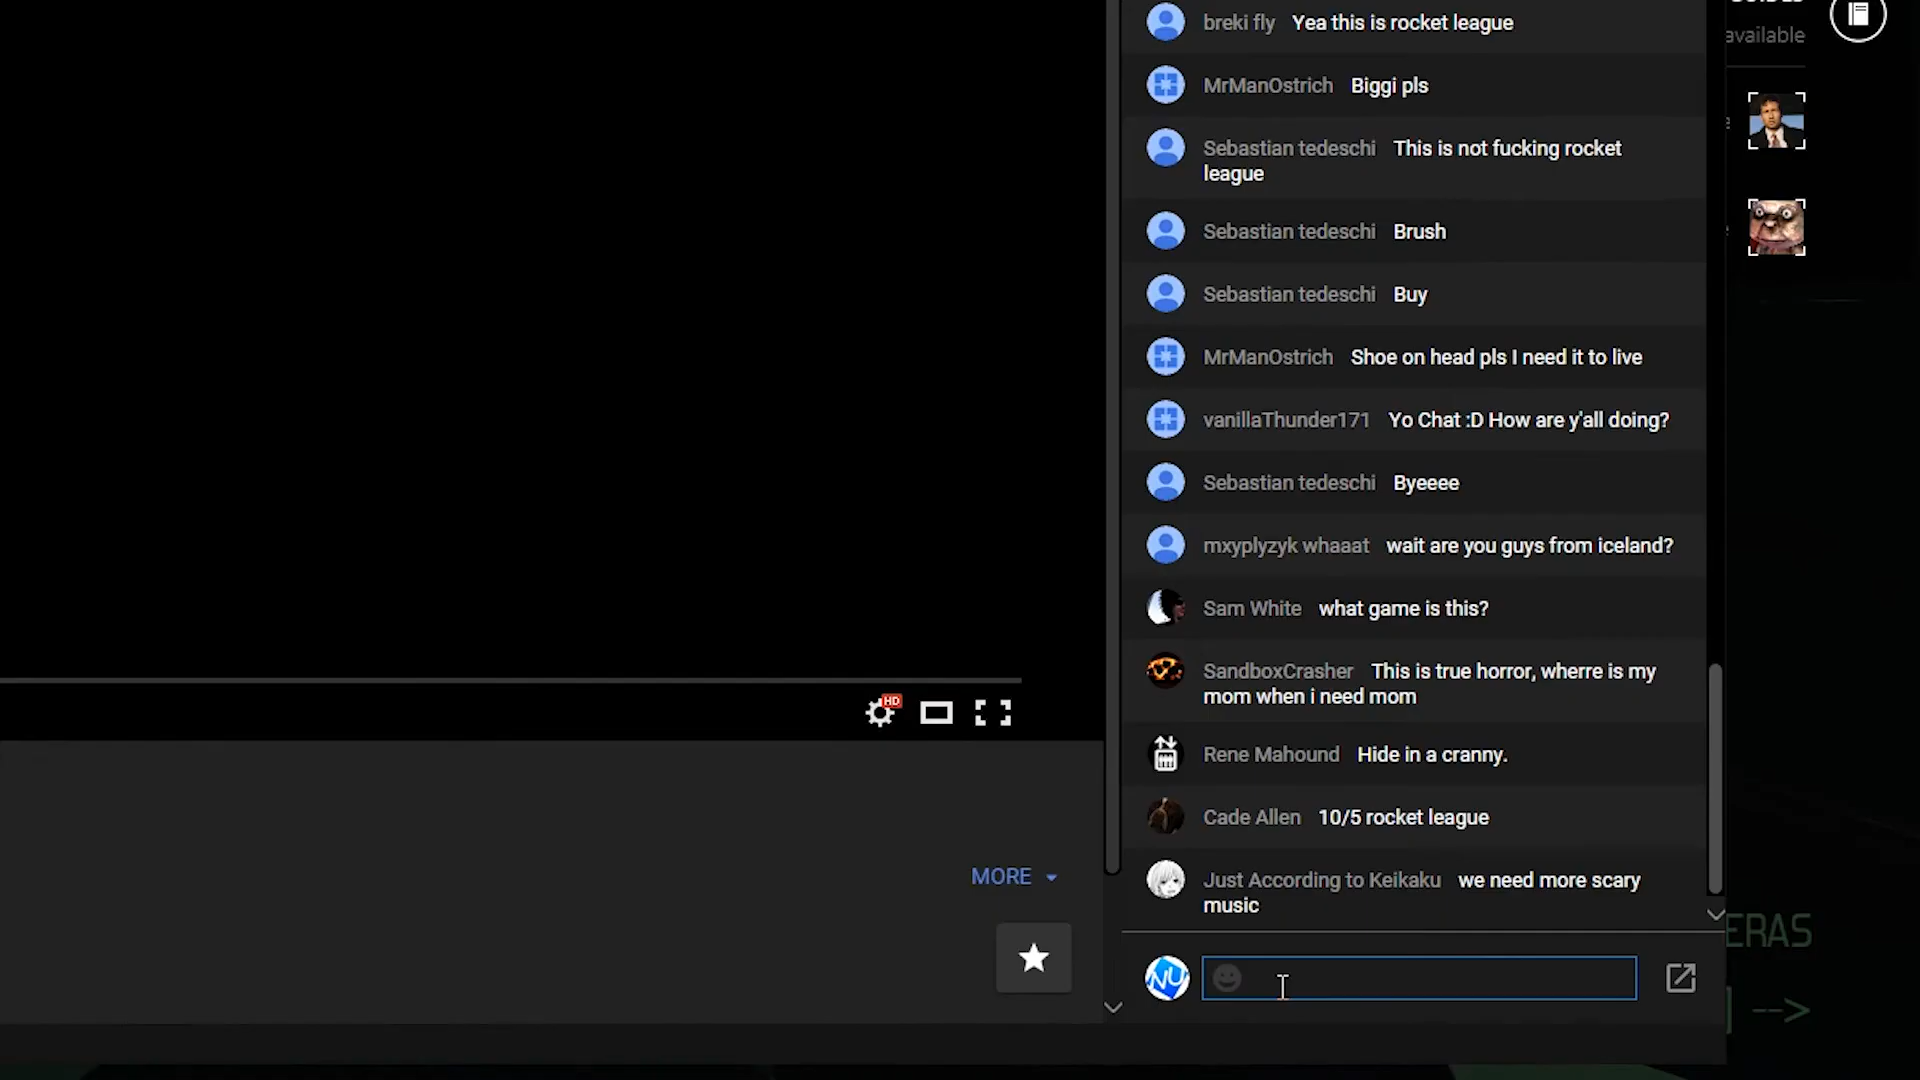 available
breki fly Yea this is rocket league
MrManOstrich Biggi pls
Sebastian tedeschi This is not fucking rocket
league
Sebastian tedeschi Brush
Sebastian tedeschi Buy
MrManOstrich Shoe on head pls I need it to live
vanillaThunder171 Yo Chat :D How are y'all doing?
Sebastian tedeschi Byeeee
mxyplyzyk whaaat wait are you guys from iceland?
Sam White what game is this?
SandboxCrasher This is true horror, wherre is my
mom when i need mom
Rene Mahound Hide in a cranny.
Cade Allen 10/5 rocket league
Just According to Keikaku we need more scary
music
HD
MORE
NU
ERAS
] -->